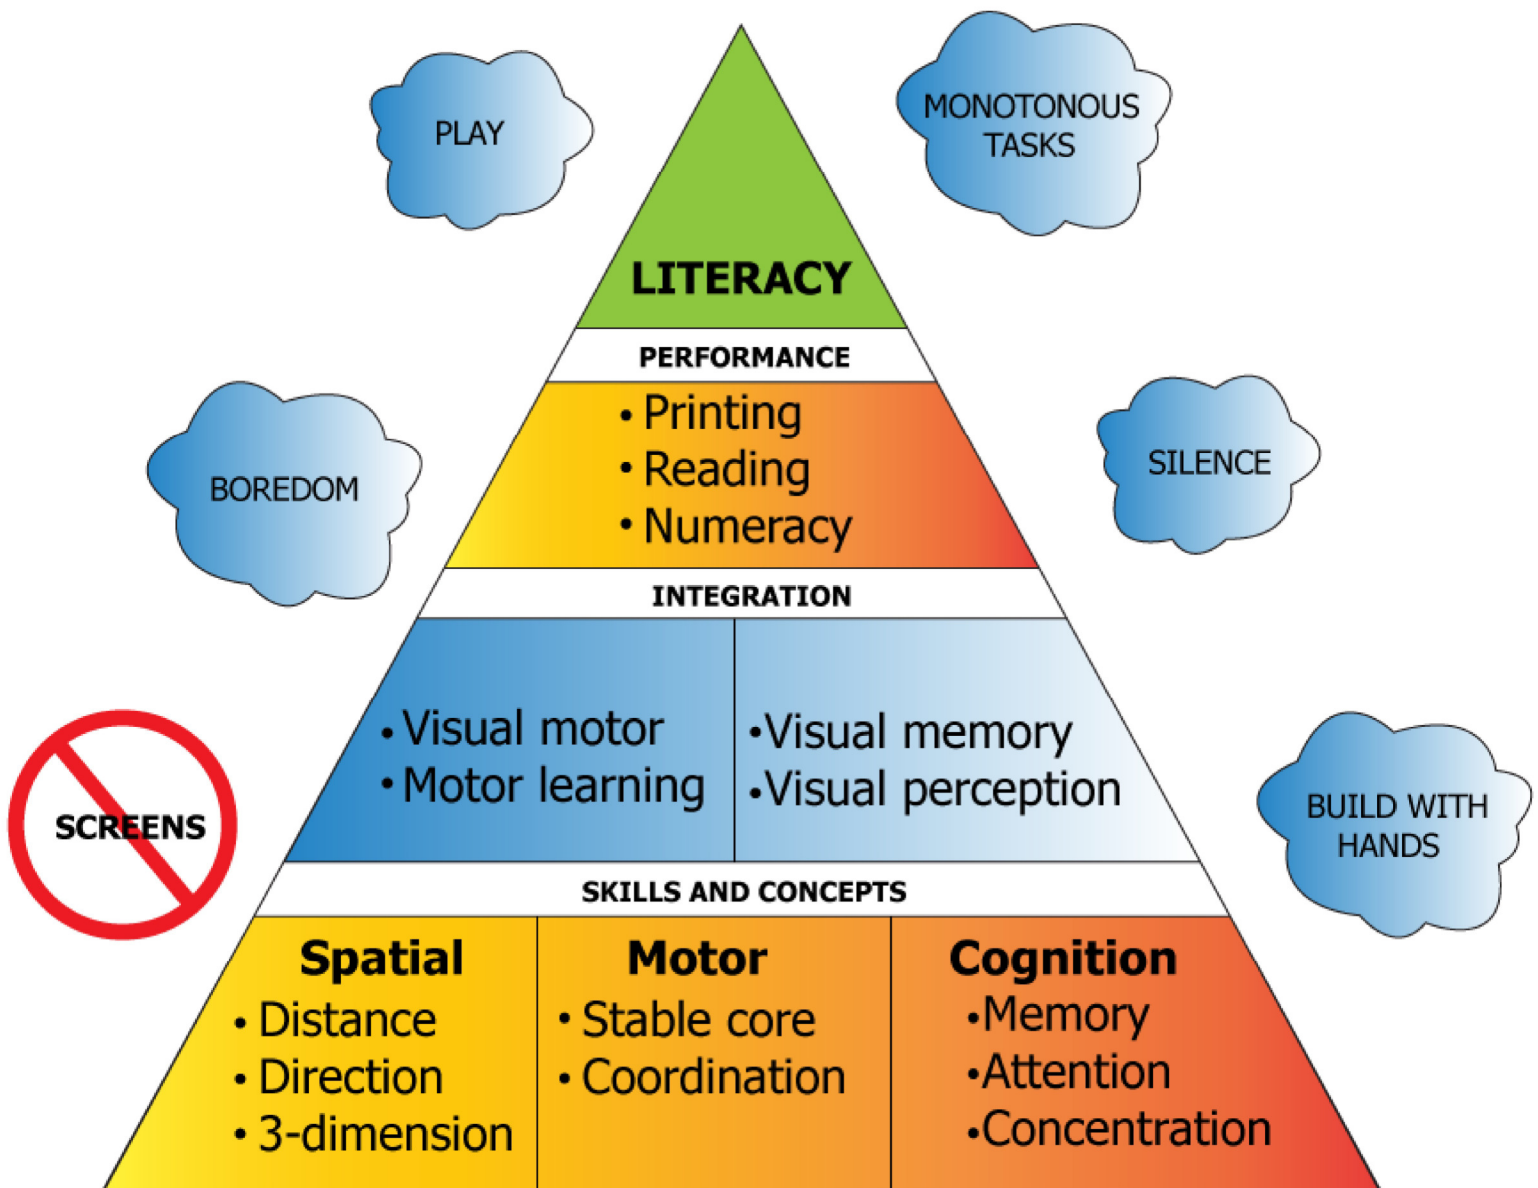 PLAY
MONOTONOUS
TASKS
LITERACY
PERFORMANCE
• Printing
• Reading
• Numeracy
BOREDOM
SILENCE
INTEGRATION
• Visual motor
• Motor learning
•Visual memory
•Visual perception
SCREENS
BUILD WITH
HANDS
SKILLS AND CONCEPTS
Spatial
• Distance
• Direction
• 3-dimension
Motor
• Stable core
• Coordination
Cognition
•Memory
•Attention
•Concentration